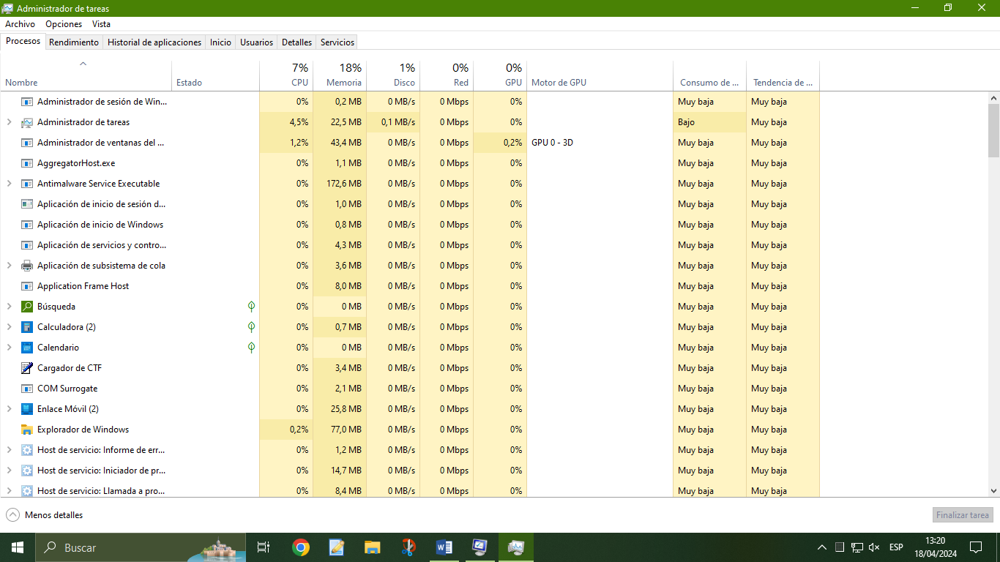 Administrador de tareas
Archivo Opciones Vista
Procesos Rendimiento Historial de aplicaciones Inicio Usuarios Detalles Servicios
7% 18% 1% 0% 0%
Nombre Estado CPU Memoria Disco Red GPU Motor de GPU Consumo de ... Tendencia de ...
Administrador de sesión de Win... 0% 0,2 MB 0 MB/s 0 Mbps 0% Muy baja Muy baja
Administrador de tareas 4,5% 22,5 MB 0,1 MB/s 0 Mbps 0% Bajo Muy baja
Administrador de ventanas del ... 1,2% 43,4 MB 0 MB/s 0 Mbps 0,2% GPU 0 - 3D Muy baja Muy baja
AggregatorHost.exe 0% 1,1 MB 0 MB/s 0 Mbps 0% Muy baja Muy baja
Antimalware Service Executable 0% 172,6 MB 0 MB/s 0 Mbps 0% Muy baja Muy baja
Aplicación de inicio de sesión d... 0% 1,0 MB 0 MB/s 0 Mbps 0% Muy baja Muy baja
Aplicación de inicio de Windows 0% 0,8 MB 0 MB/s 0 Mbps 0% Muy baja Muy baja
Aplicación de servicios y contro... 0% 4,3 MB 0 MB/s 0 Mbps 0% Muy baja Muy baja
Aplicación de subsistema de cola 0% 3,6 MB 0 MB/s 0 Mbps 0% Muy baja Muy baja
Application Frame Host 0% 8,0 MB 0 MB/s 0 Mbps 0% Muy baja Muy baja
Búsqueda 0% 0 MB 0 MB/s 0 Mbps 0% Muy baja Muy baja
Calculadora (2) 0% 0,7 MB 0 MB/s 0 Mbps 0% Muy baja Muy baja
Calendario 0% 0 MB 0 MB/s 0 Mbps 0% Muy baja Muy baja
Cargador de CTF 0% 3,4 MB 0 MB/s 0 Mbps 0% Muy baja Muy baja
COM Surrogate 0% 2,1 MB 0 MB/s 0 Mbps 0% Muy baja Muy baja
Enlace Móvil (2) 0% 25,8 MB 0 MB/s 0 Mbps 0% Muy baja Muy baja
Explorador de Windows 0,2% 77,0 MB 0 MB/s 0 Mbps 0% Muy baja Muy baja
Host de servicio: Informe de err... 0% 1,2 MB 0 MB/s 0 Mbps 0% Muy baja Muy baja
Host de servicio: Iniciador de pr... 0% 14,7 MB 0 MB/s 0 Mbps 0% Muy baja Muy baja
Host de servicio: Llamada a pro... 0% 8,4 MB 0 MB/s 0 Mbps 0% Muy baja Muy baja
Menos detalles Finalizar tarea
Buscar ESP 13:20
18/04/2024